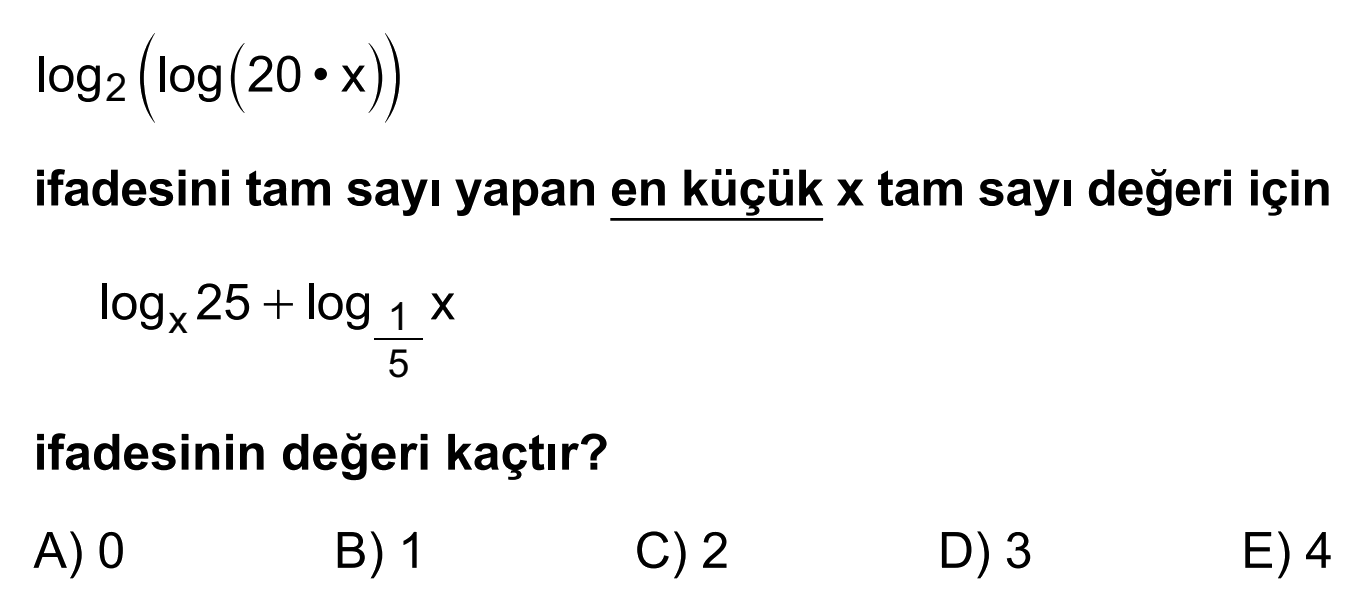 log₂(log(20•x))
ifadesini tam sayı yapan en küçük x tam sayı değeri için
logₓ25 + log_{1/5} x
ifadesinin değeri kaçtır?
A) 0 B) 1 C) 2 D) 3 E) 4